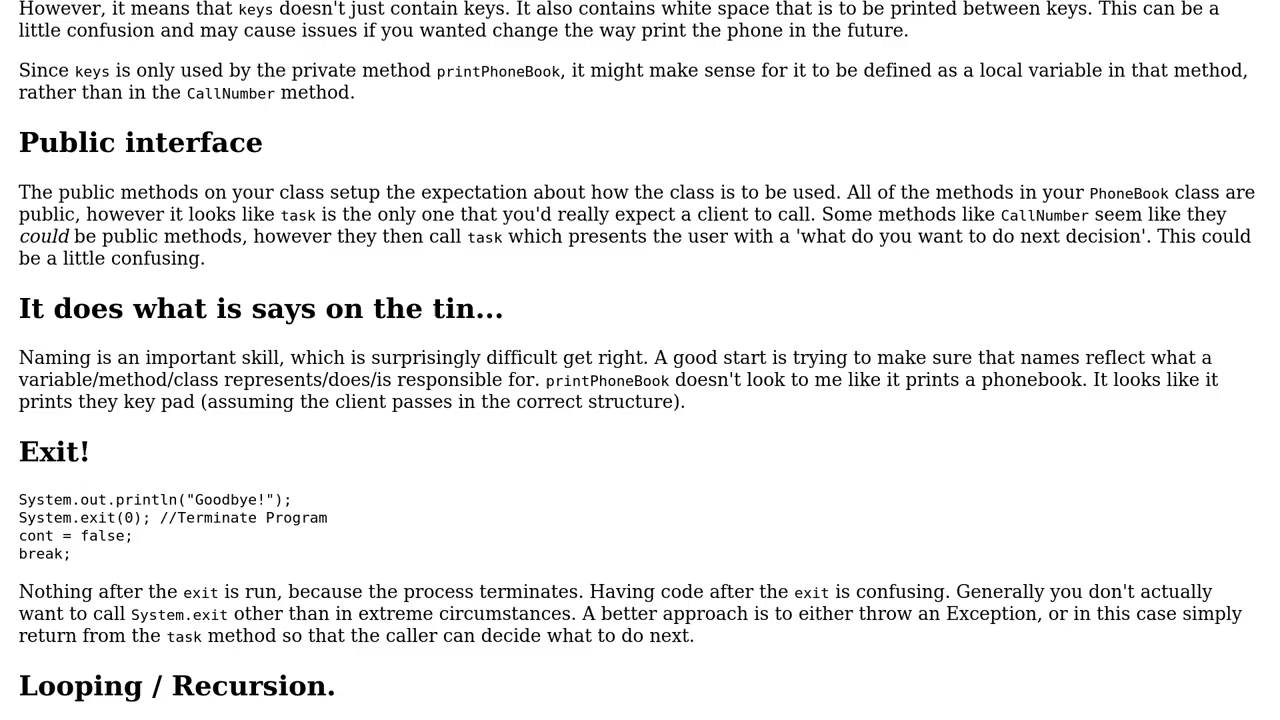 However, it means that keys doesn't just contain keys. It also contains white space that is to be printed between keys. This can be a
little confusion and may cause issues if you wanted change the way print the phone in the future.
Since keys is only used by the private method printPhoneBook, it might make sense for it to be defined as a local variable in that method,
rather than in the CallNumber method.
Public interface
The public methods on your class setup the expectation about how the class is to be used. All of the methods in your PhoneBook class are
public, however it looks like task is the only one that you'd really expect a client to call. Some methods like CallNumber seem like they
could be public methods, however they then call task which presents the user with a 'what do you want to do next decision'. This could
be a little confusing.
It does what is says on the tin...
Naming is an important skill, which is surprisingly difficult get right. A good start is trying to make sure that names reflect what a
variable/method/class represents/does/is responsible for. printPhoneBook doesn't look to me like it prints a phonebook. It looks like it
prints they key pad (assuming the client passes in the correct structure).
Exit!
System.out.println("Goodbye!");
System.exit(0); //Terminate Program
cont = false;
break;
Nothing after the exit is run, because the process terminates. Having code after the exit is confusing. Generally you don't actually
want to call System.exit other than in extreme circumstances. A better approach is to either throw an Exception, or in this case simply
return from the task method so that the caller can decide what to do next.
Looping / Recursion.